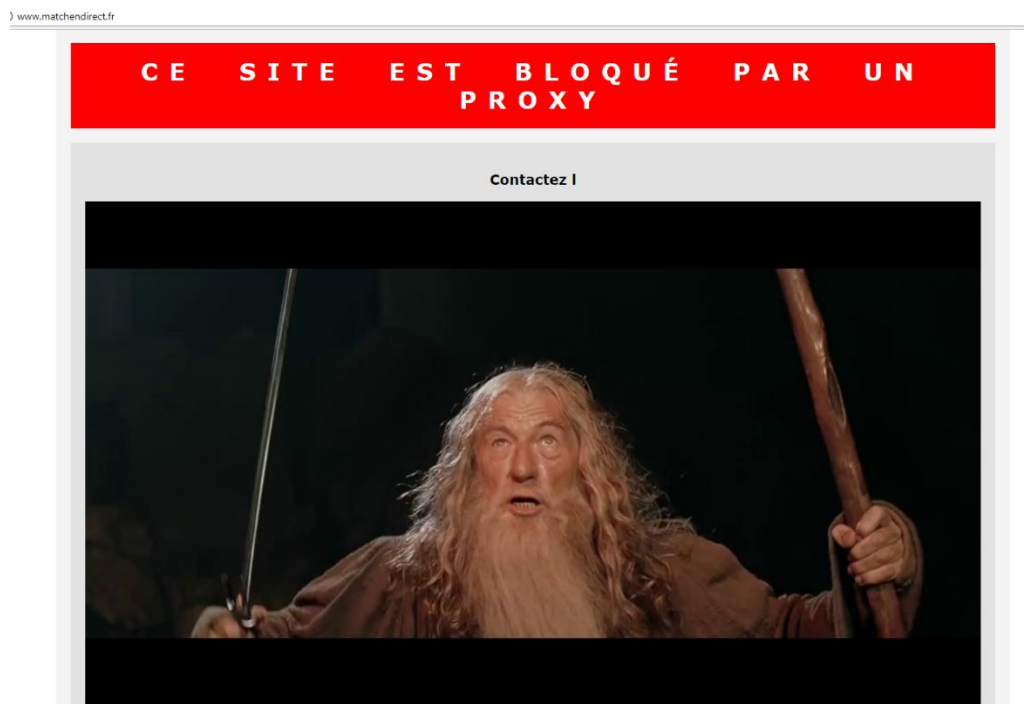 www.matchendirect.fr
CE SITE EST BLOQUÉ PAR UN
PROXY
Contactez l